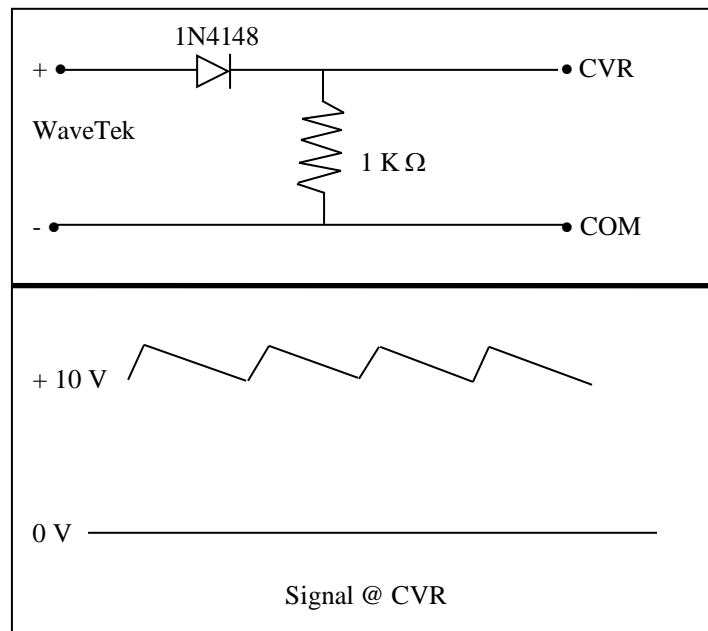 1N4148
+
CVR
WaveTek
1 K Ω
-
COM
+ 10 V
0 V
Signal @ CVR